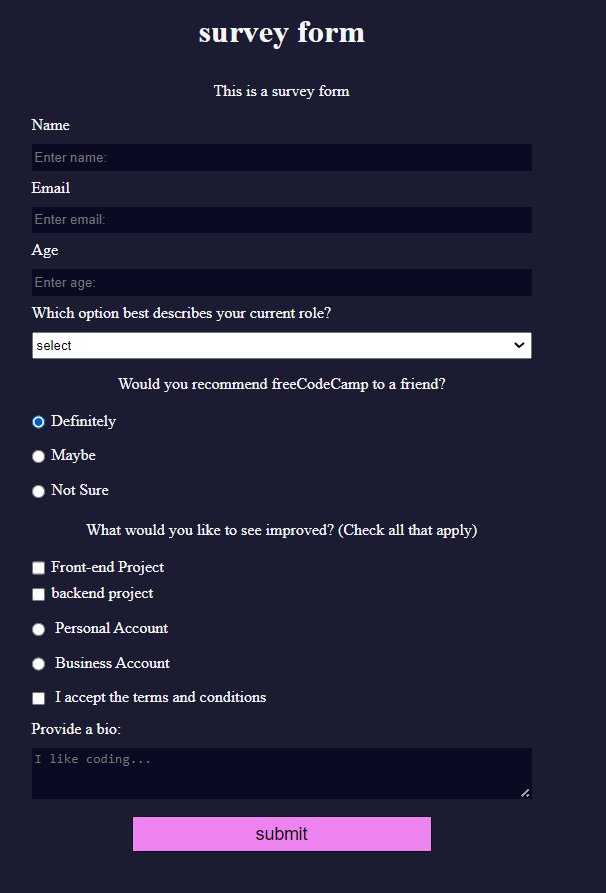 survey form
This is a survey form
Name
Enter name:
Email
Enter email:
Age
Enter age:
Which option best describes your current role?
select
Would you recommend freeCodeCamp to a friend?
Definitely
Maybe
Not Sure
What would you like to see improved? (Check all that apply)
Front-end Project
backend project
Personal Account
Business Account
I accept the terms and conditions
Provide a bio:
I like coding...
submit